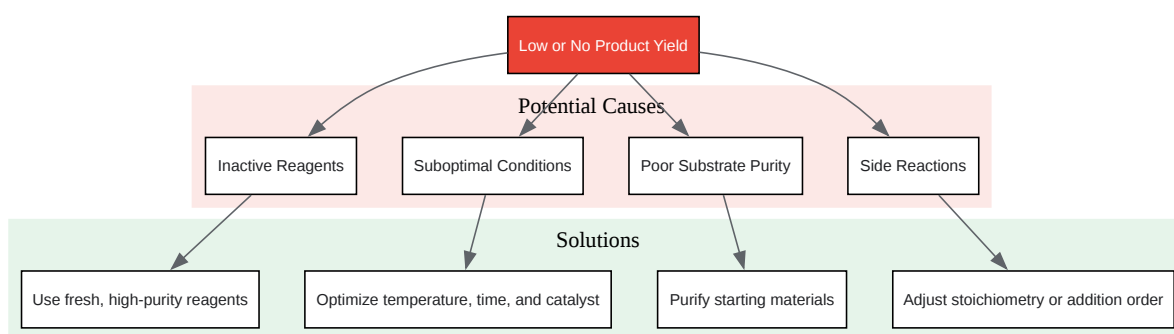 Low or No Product Yield
Potential Causes
Inactive Reagents
Suboptimal Conditions
Poor Substrate Purity
Side Reactions
Solutions
Use fresh, high-purity reagents
Optimize temperature, time, and catalyst
Purify starting materials
Adjust stoichiometry or addition order